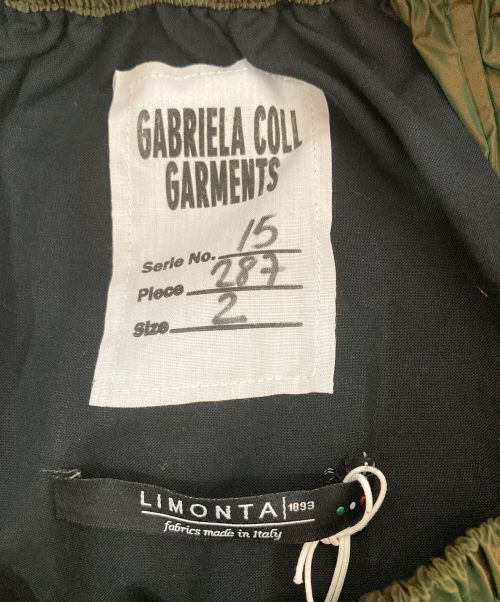 GABRIELA COLL
GARMENTS
Serie No. 15
Piece 287
Size 2
LIMONTA 1893
fabrics made in Italy